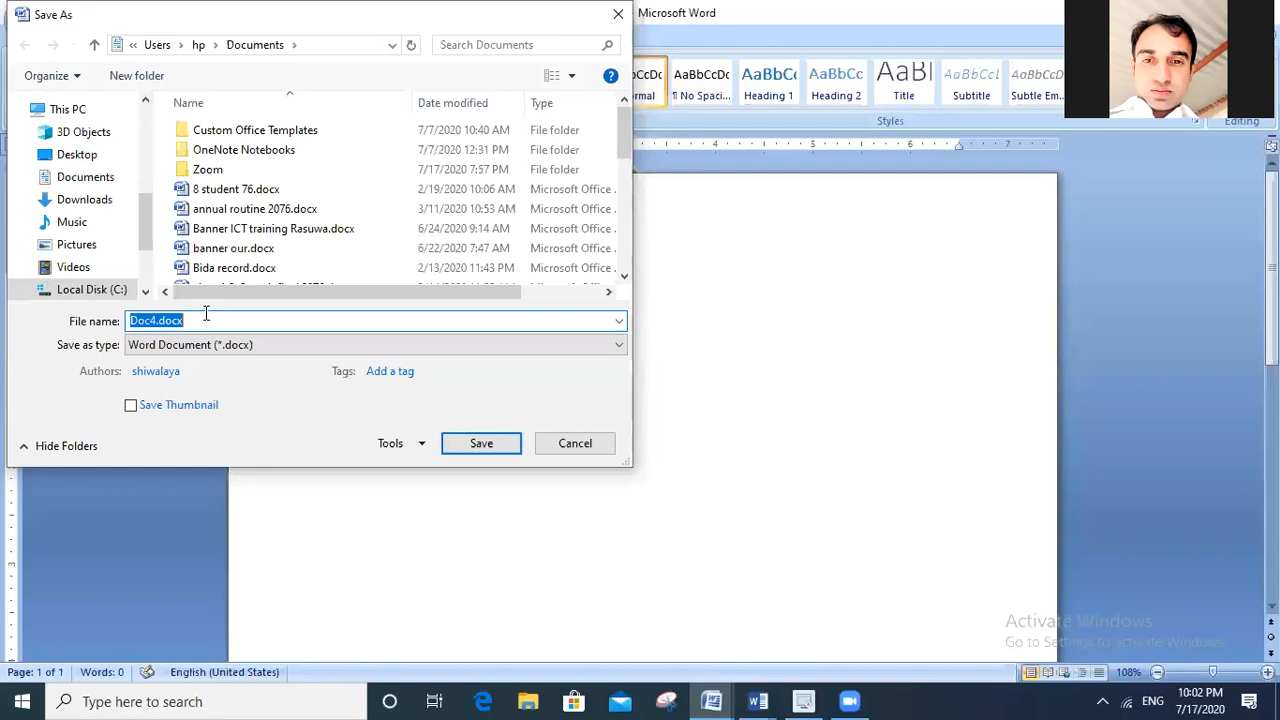 Save As
Microsoft Word
« Users › hp › Documents ›
Search Documents
Organize
New folder
This PC
3D Objects
Desktop
Documents
Downloads
Music
Pictures
Videos
Local Disk (C:)
Name Date modified Type
Custom Office Templates 7/7/2020 10:40 AM File folder
OneNote Notebooks 7/7/2020 12:31 PM File folder
Zoom 7/17/2020 7:57 PM File folder
8 student 76.docx 2/19/2020 10:06 AM Microsoft Office
annual routine 2076.docx 3/11/2020 10:53 AM Microsoft Office
Banner ICT training Rasuwa.docx 6/24/2020 9:14 AM Microsoft Office
banner our.docx 6/22/2020 7:47 AM Microsoft Office
Bida record.docx 2/13/2020 11:43 PM Microsoft Office
File name: Doc4.docx
Save as type: Word Document (*.docx)
Authors: shiwalaya Tags: Add a tag
Save Thumbnail
Hide Folders
Tools Save Cancel
AaBbCc AaBbCc AaB AaBbCcL AaBbCcDc
¶ No Spaci... Heading 1 Heading 2 Title Subtitle Subtle Em...
Styles
Editing
4 5 6 7
3
Activate Windows
Go to Settings to activate Windows.
Page: 1 of 1 Words: 0 English (United States) 108%
Type here to search
ENG
10:02 PM
7/17/2020